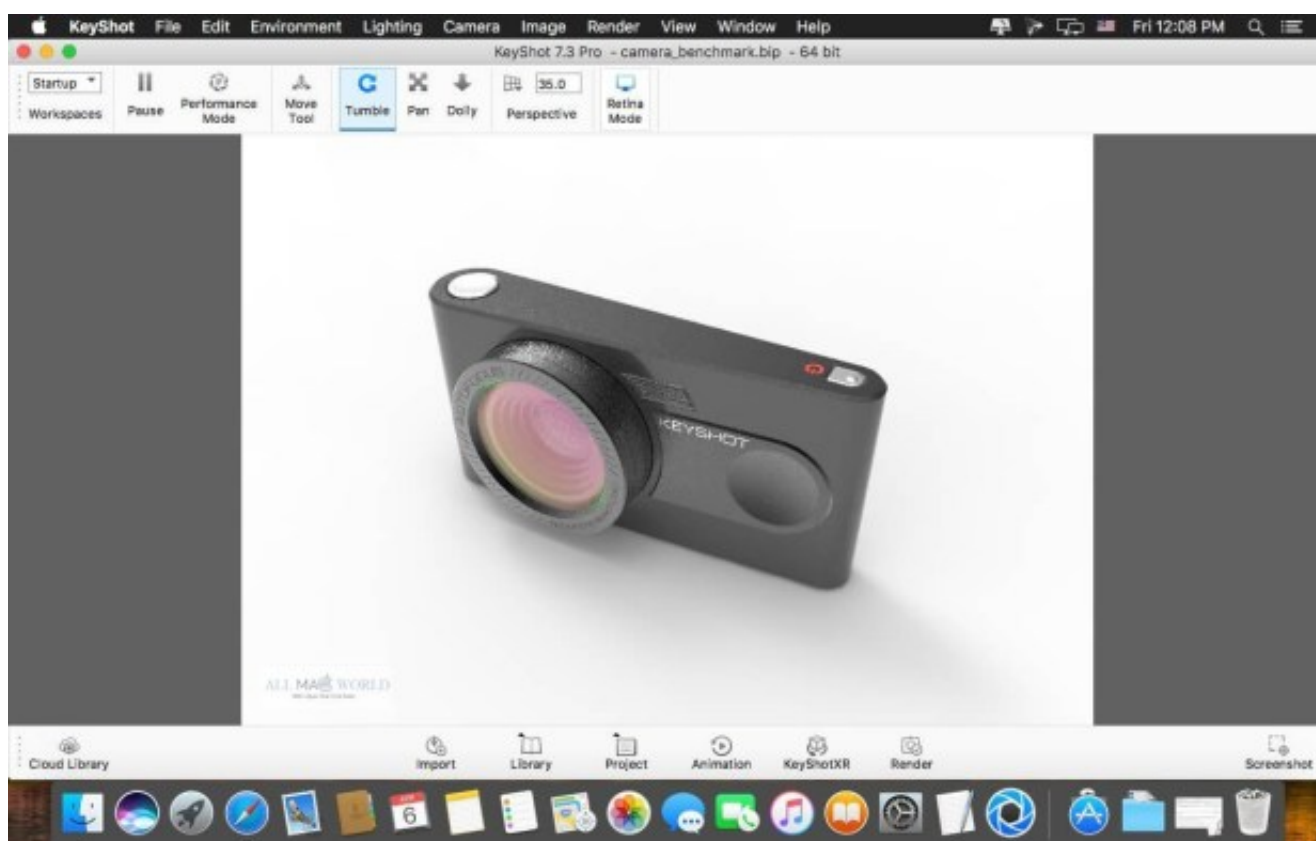 KeyShot File Edit Environment Lighting Camera Image Render View Window Help Fri 12:08 PM
KeyShot 7.3 Pro - camera_benchmark.bip - 64 bit
Startup 35.0
Workspaces Pause Performance Mode Move Tool Tumble Pan Dolly Perspective Retina Mode
KEYSHOT
ALL MAC WORLD
Cloud Library Import Library Project Animation KeyShotXR Render Screenshot
6